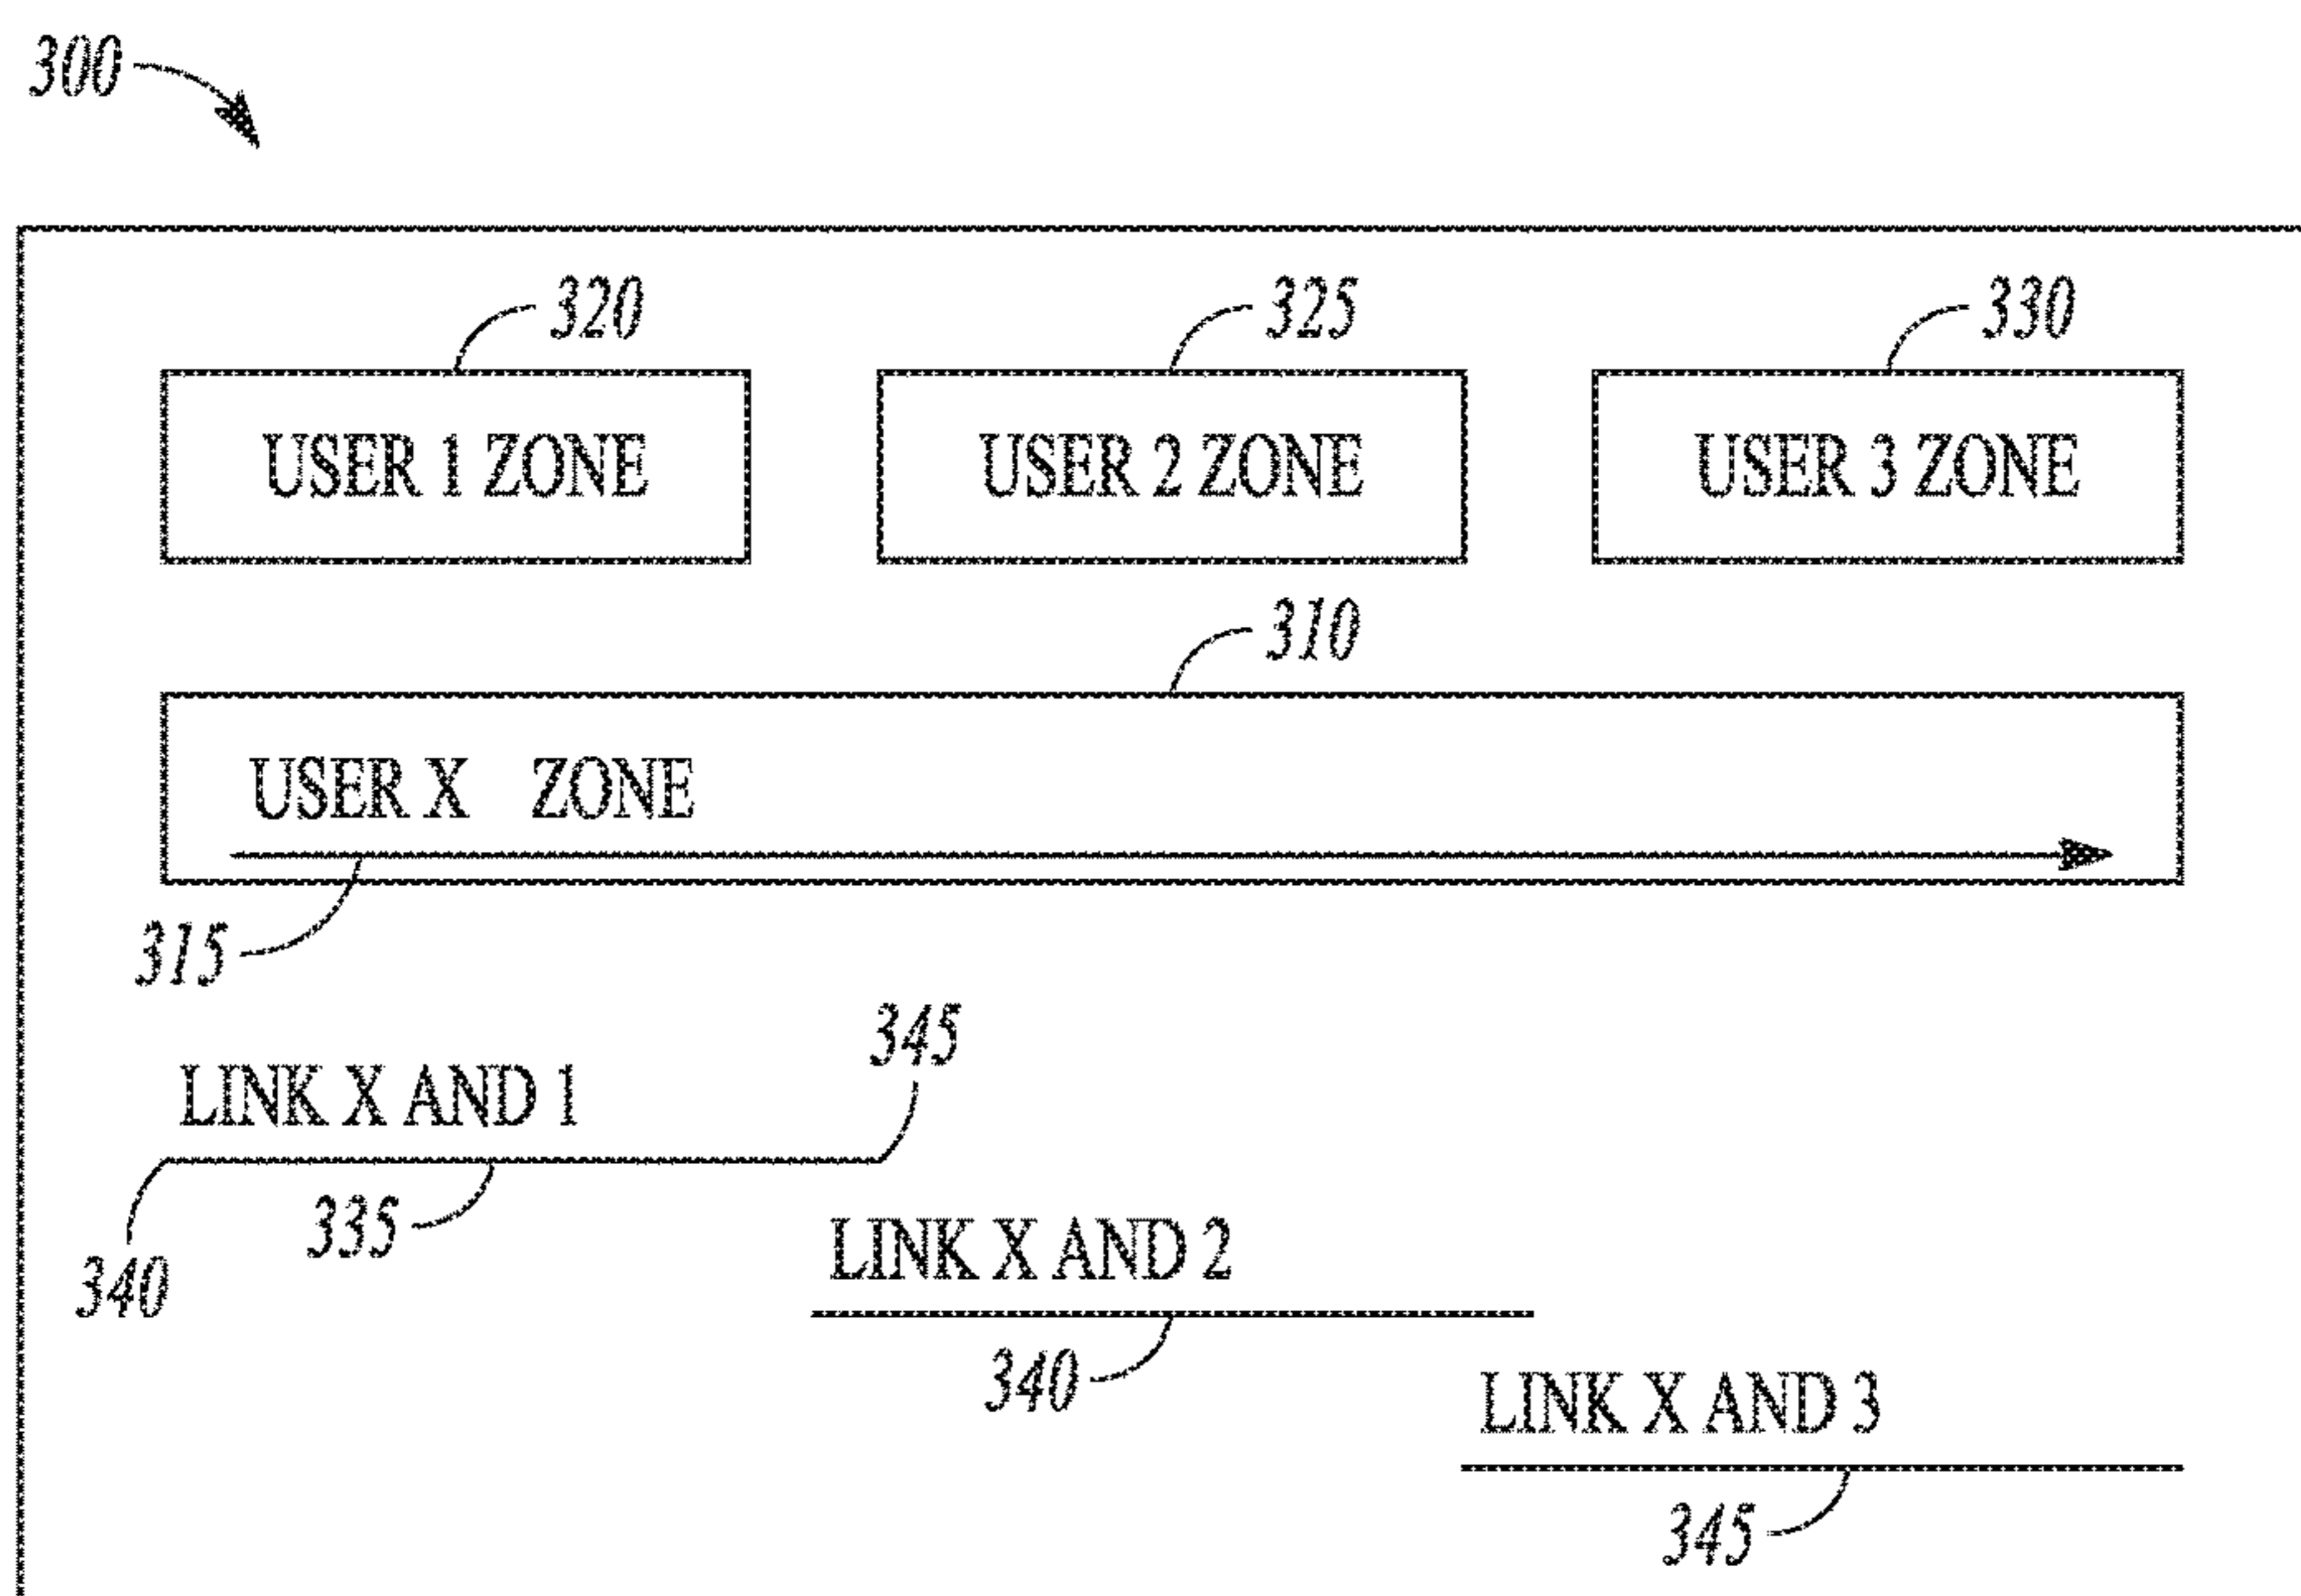 300
320
325
330
USER 1 ZONE
USER 2 ZONE
USER 3 ZONE
310
USER X ZONE
315
345
LINK X AND 1
335
340
LINK X AND 2
340
LINK X AND 3
345